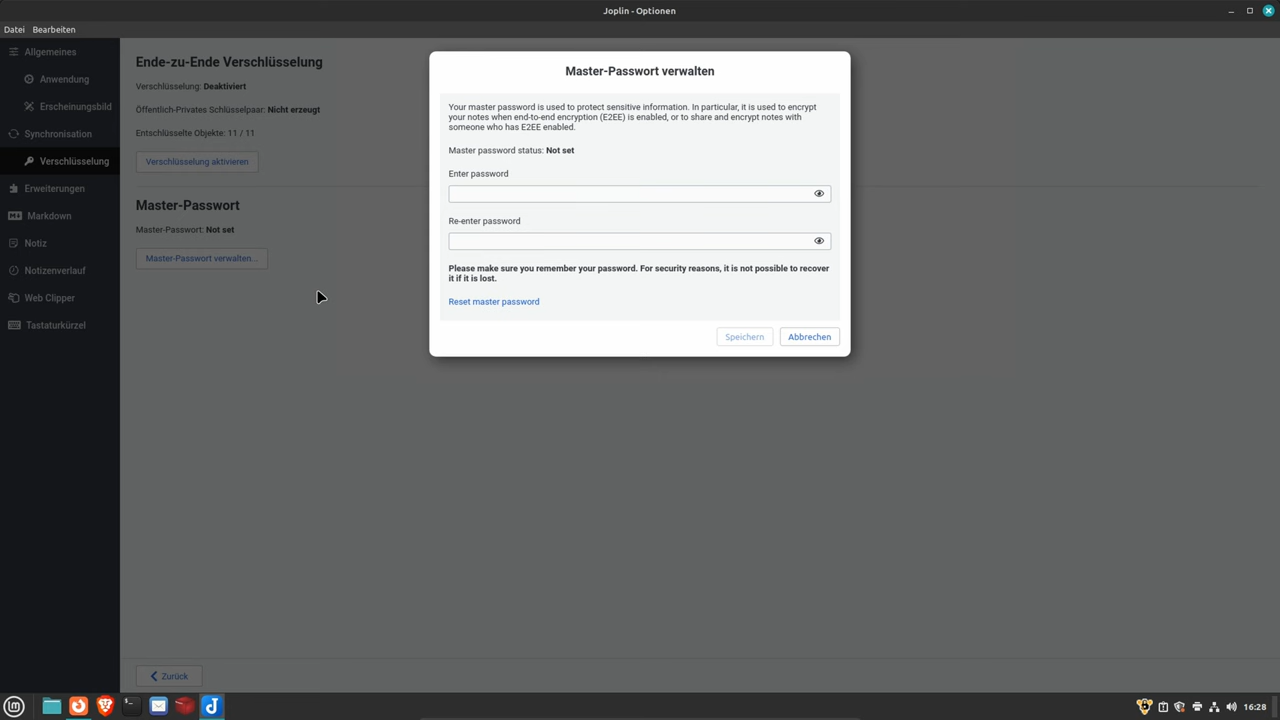 Joplin - Optionen
Datei Bearbeiten
Allgemeines
Anwendung
Erscheinungsbild
Synchronisation
Verschlüsselung
Erweiterungen
Markdown
Notiz
Notizenverlauf
Web Clipper
Tastaturkürzel
Ende-zu-Ende Verschlüsselung
Verschlüsselung: Deaktiviert
Öffentlich-Privates Schlüsselpaar: Nicht erzeugt
Entschlüsselte Objekte: 11 / 11
Verschlüsselung aktivieren
Master-Passwort
Master-Passwort: Not set
Master-Passwort verwalten...
Master-Passwort verwalten
Your master password is used to protect sensitive information. In particular, it is used to encrypt
your notes when end-to-end encryption (E2EE) is enabled, or to share and encrypt notes with
someone who has E2EE enabled.
Master password status: Not set
Enter password
Re-enter password
Please make sure you remember your password. For security reasons, it is not possible to recover
it if it is lost.
Reset master password
Speichern
Abbrechen
Zurück
16:28